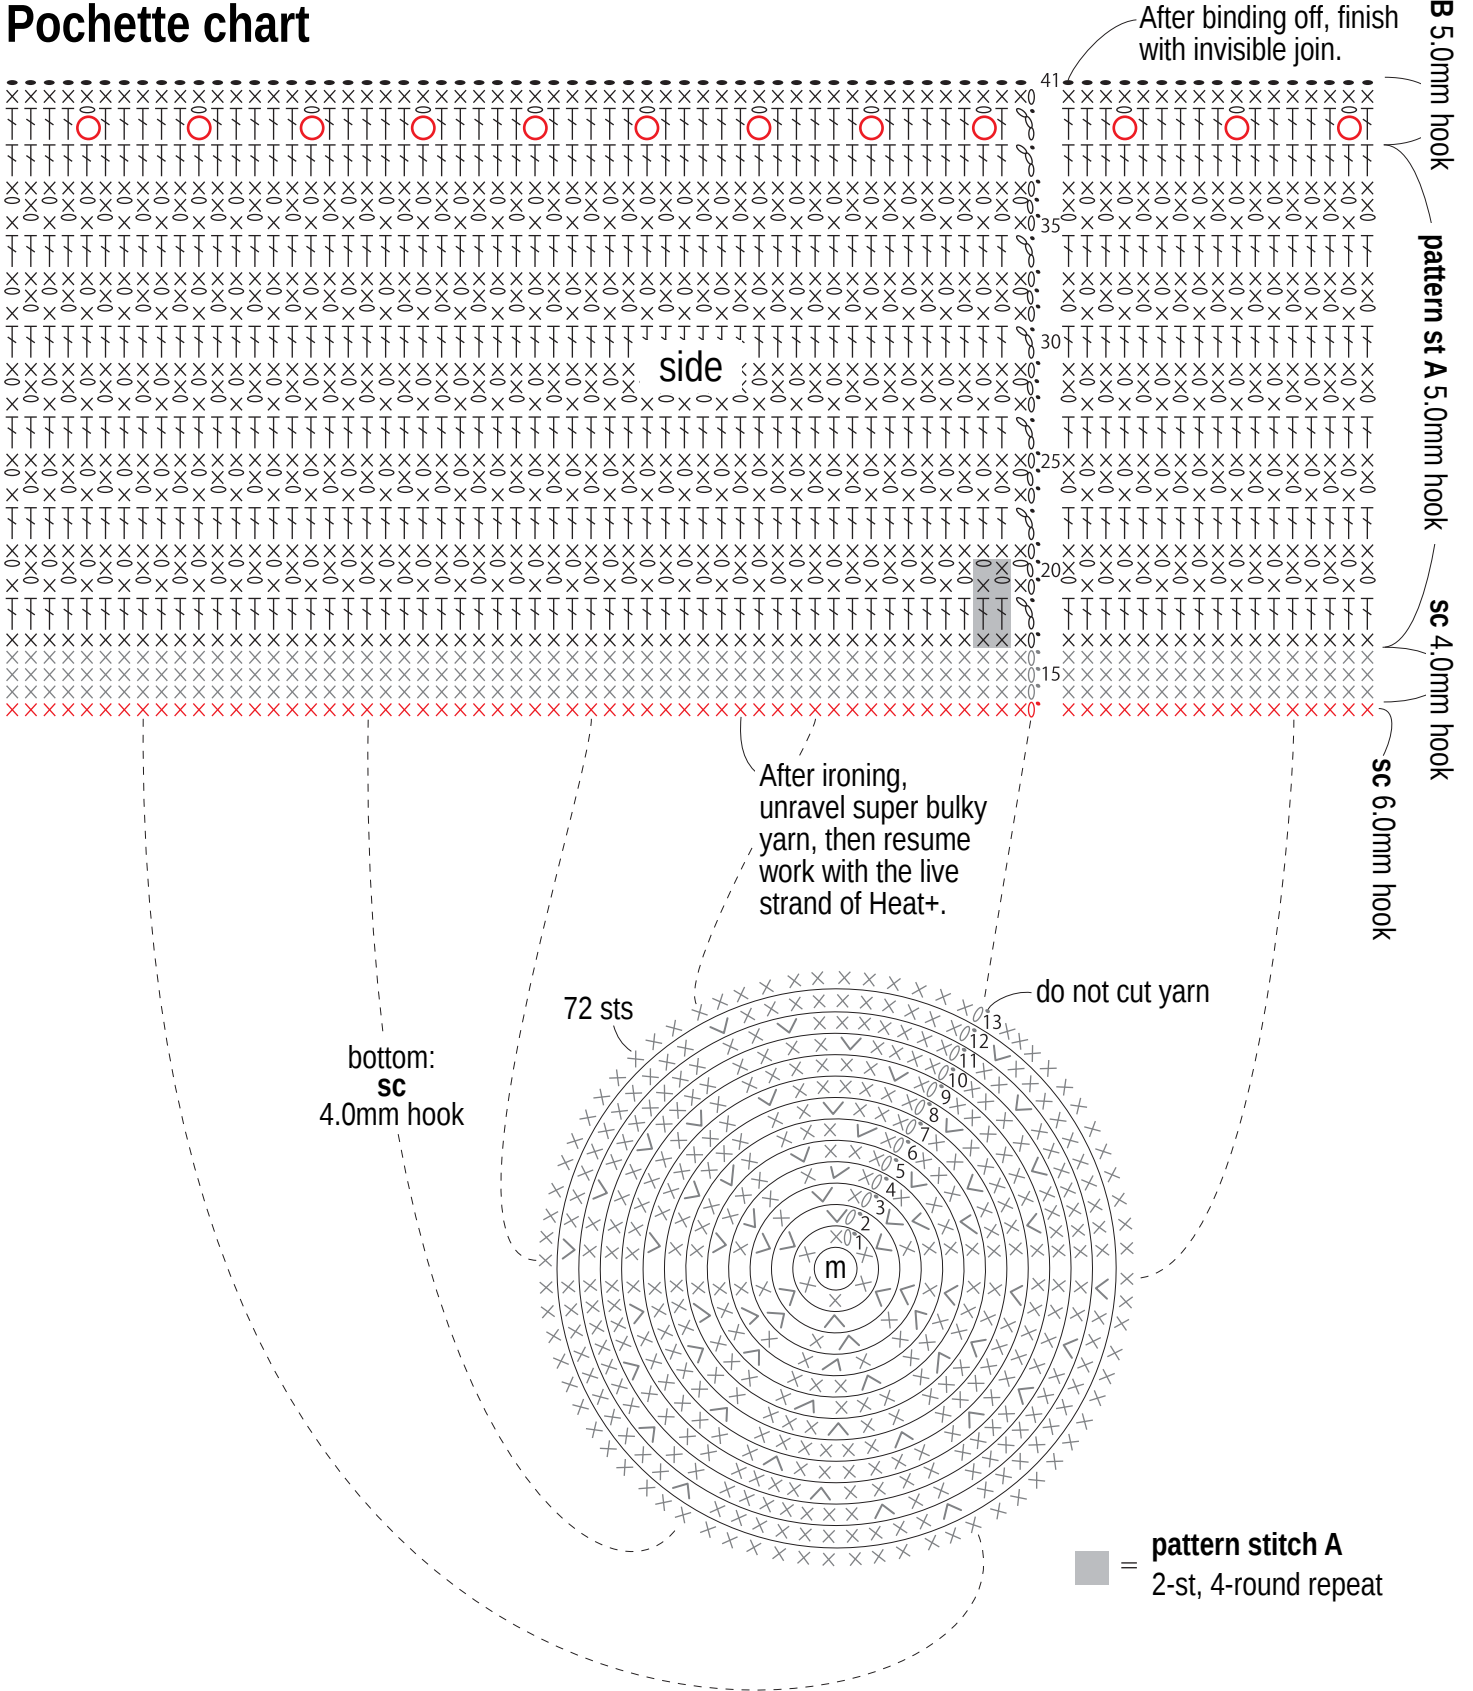 Pochette chart
After binding off, finish
with invisible join.
B 5.0mm hook
41
35
30
25
20
15
side
pattern st A 5.0mm hook
sc 4.0mm hook
sc 6.0mm hook
After ironing,
unravel super bulky
yarn, then resume
work with the live
strand of Heat+.
72 sts
do not cut yarn
13
12
11
10
9
8
7
6
5
4
3
2
1
m
bottom:
sc
4.0mm hook
= pattern stitch A
2-st, 4-round repeat